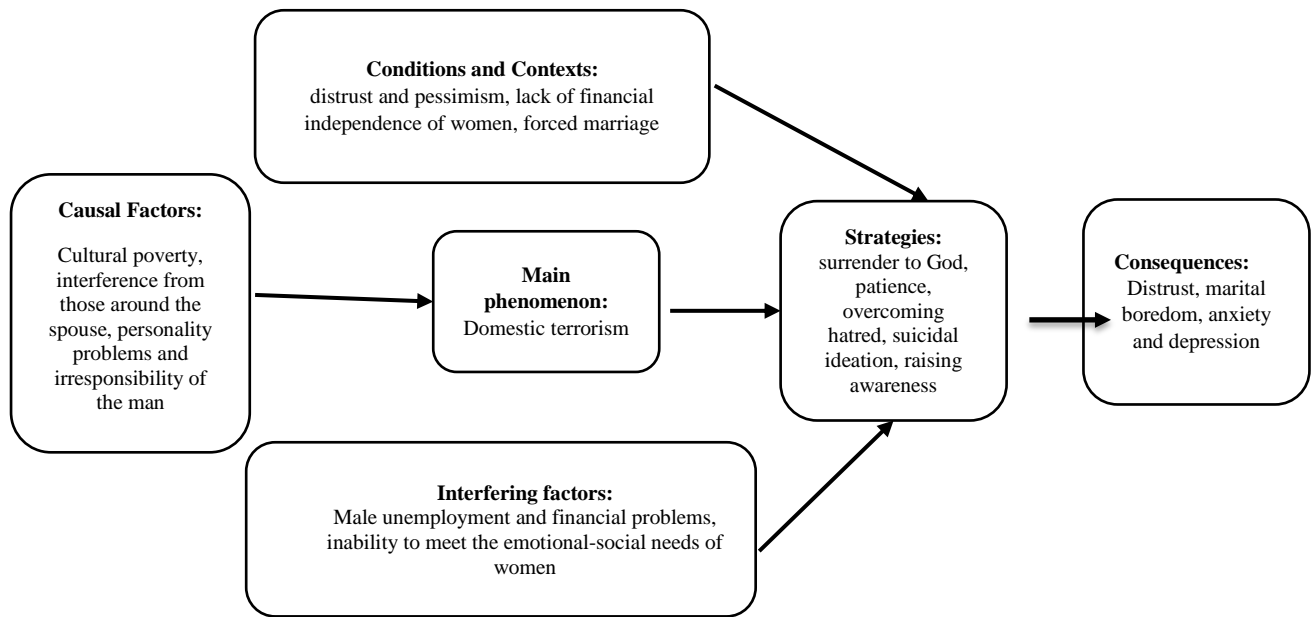 Conditions and Contexts:
distrust and pessimism, lack of financial
independence of women, forced marriage
Causal Factors:
Cultural poverty,
interference from
those around the
spouse, personality
problems and
irresponsibility of
the man
Main
phenomenon:
Domestic terrorism
Strategies:
surrender to God,
patience,
overcoming
hatred, suicidal
ideation, raising
awareness
Consequences:
Distrust, marital
boredom, anxiety
and depression
Interfering factors:
Male unemployment and financial problems,
inability to meet the emotional-social needs of
women